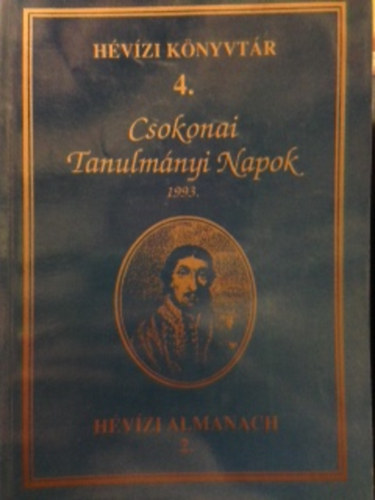 HÉVÍZI KÖNYVTÁR
4.
Csokonai
Tanulmányi Napok
1993.
HÉVÍZI ALMANACH
2.